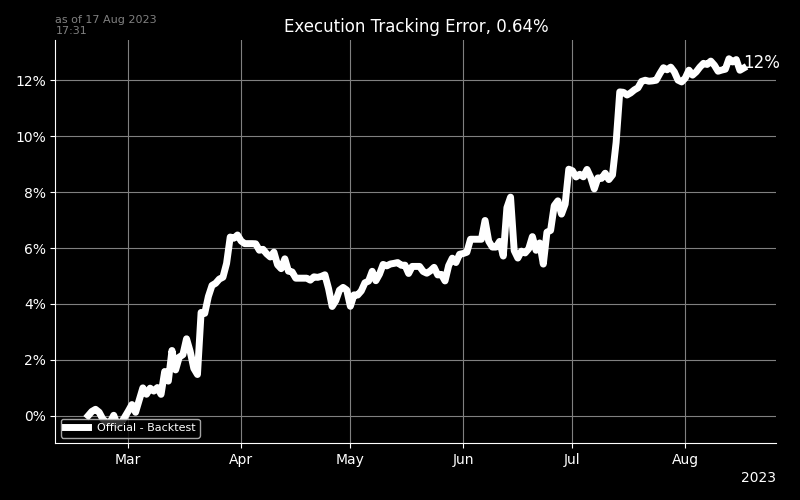 as of 17 Aug 2023
17:31
Execution Tracking Error, 0.64%
12%
12%
10%
8%
6%
4%
2%
0%
Official - Backtest
Mar
Apr
May
Jun
Jul
Aug
2023